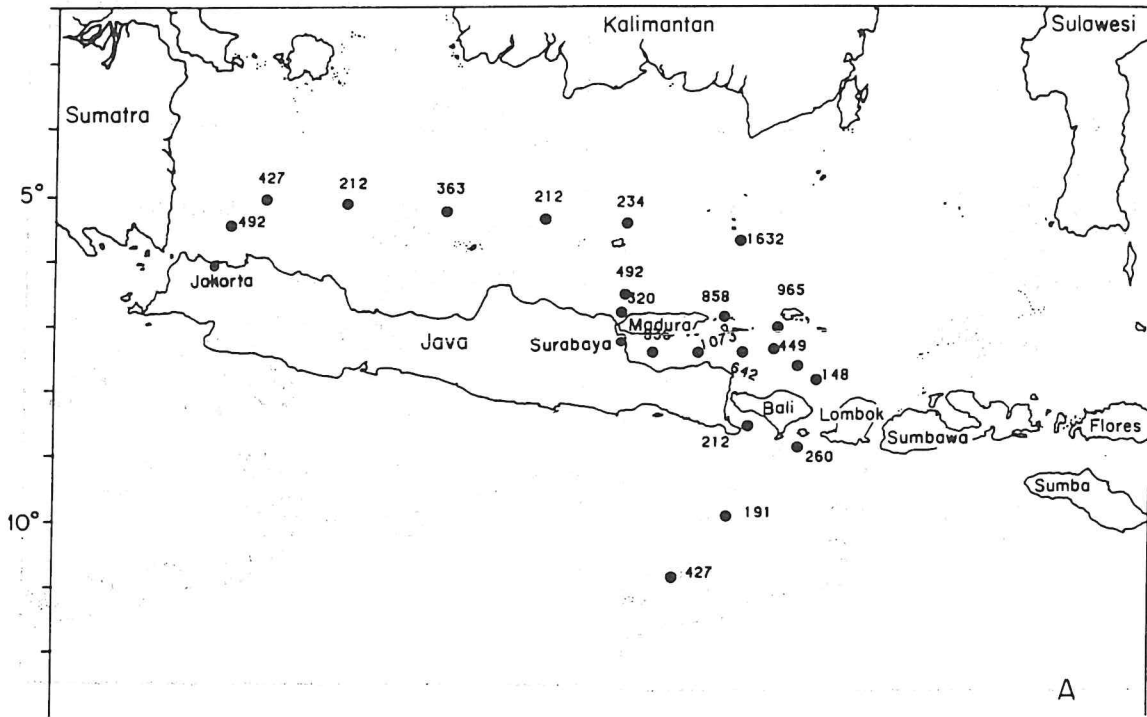 Kalimantan
Sulawesi
Sumatra
5°
427
212
363
212
234
492
1632
492
320
858
965
Jakarta
Madura
Java
Surabaya
1073
449
642
148
Bali
Lombok
Flores
Sumbawa
212
260
Sumba
10°
191
427
A